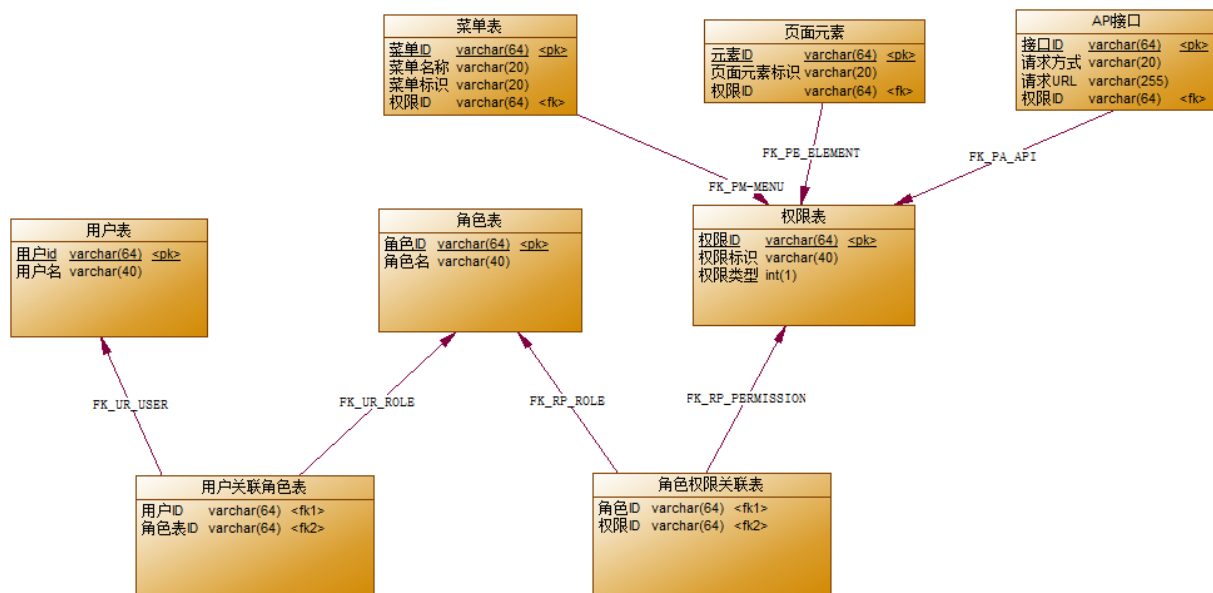 菜单表
菜单ID varchar(64) <pk>
菜单名称 varchar(20)
菜单标识 varchar(20)
权限ID varchar(64) <fk>
页面元素
元素ID varchar(64) <pk>
页面元素标识 varchar(20)
权限ID varchar(64) <fk>
API接口
接口ID varchar(64) <pk>
请求方式 varchar(20)
请求URL varchar(255)
权限ID varchar(64) <fk>
FK_PM-MENU
FK_PE_ELEMENT
FK_PA_API
用户表
用户id varchar(64) <pk>
用户名 varchar(40)
角色表
角色ID varchar(64) <pk>
角色名 varchar(40)
权限表
权限ID varchar(64) <pk>
权限标识 varchar(40)
权限类型 int(1)
FK_UR_USER
FK_UR_ROLE
FK_RP_ROLE
FK_RP_PERMISSION
用户关联角色表
用户ID varchar(64) <fk1>
角色表ID varchar(64) <fk2>
角色权限关联表
角色ID varchar(64) <fk1>
权限ID varchar(64) <fk2>